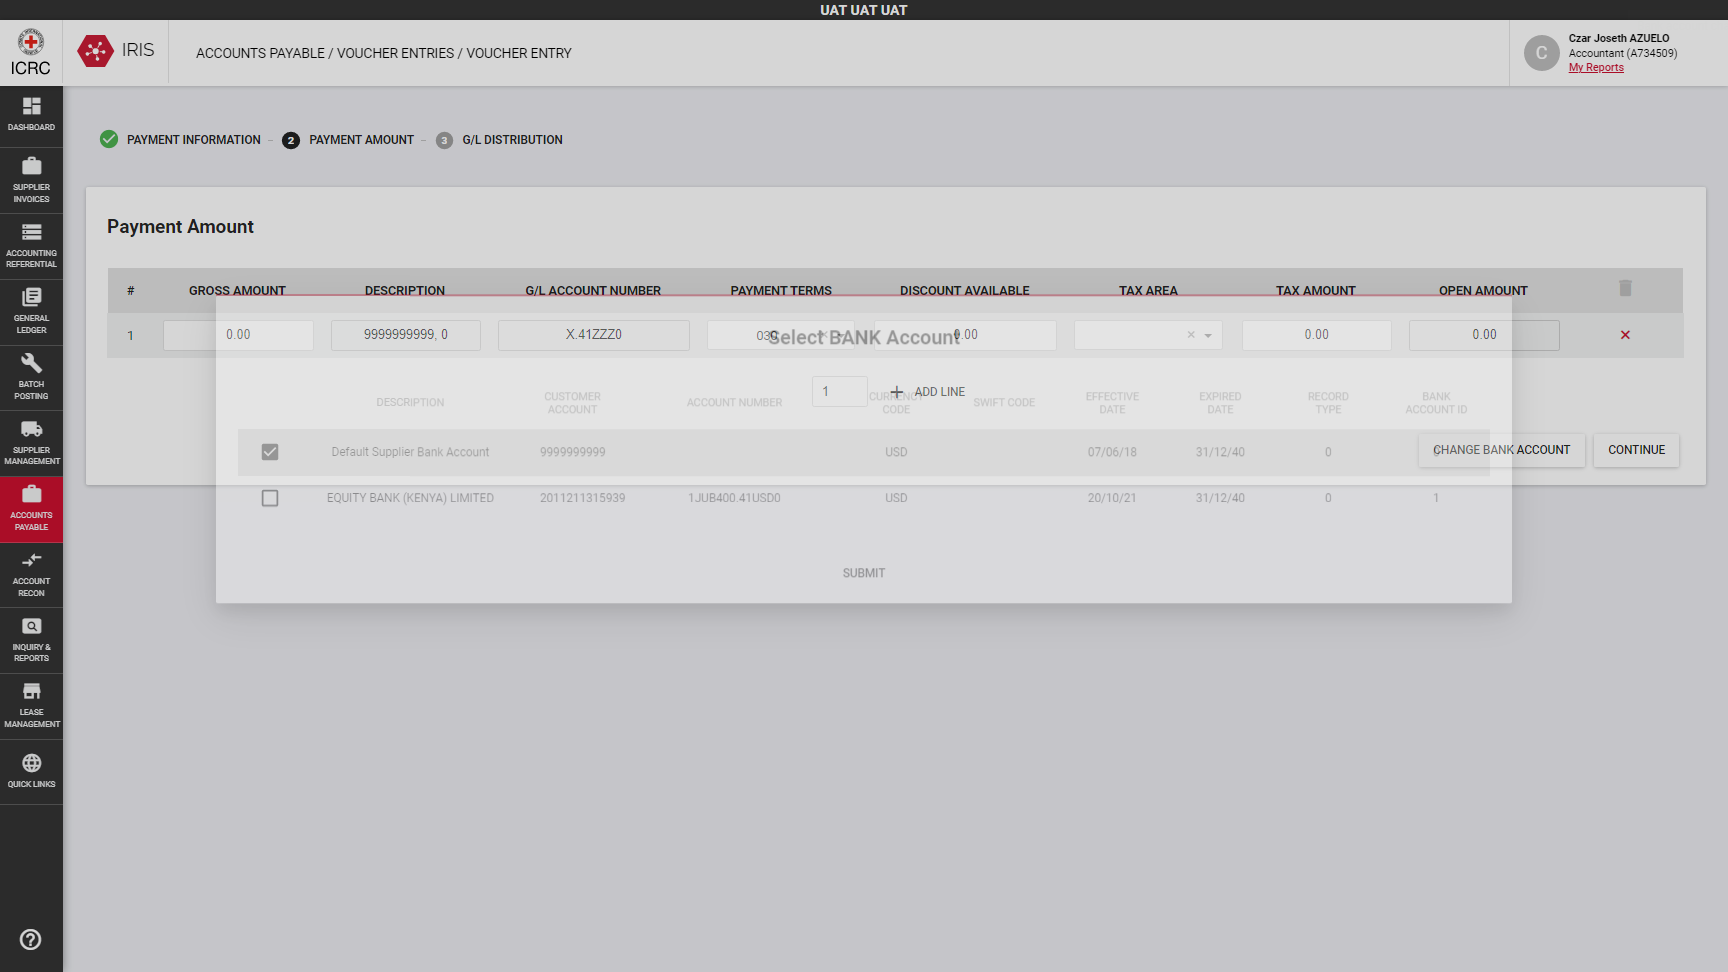 UAT UAT UAT
ICRC
IRIS
ACCOUNTS PAYABLE / VOUCHER ENTRIES / VOUCHER ENTRY
C
Czar Joseth AZUELO
Accountant (A734509)
My Reports
DASHBOARD
SUPPLIER
INVOICES
ACCOUNTING
REFERENTIAL
GENERAL
LEDGER
BATCH
POSTING
SUPPLIER
MANAGEMENT
ACCOUNTS
PAYABLE
ACCOUNT
RECON
INQUIRY &
REPORTS
LEASE
MANAGEMENT
QUICK LINKS
PAYMENT INFORMATION - 2 PAYMENT AMOUNT - 3 G/L DISTRIBUTION
Payment Amount
# GROSS AMOUNT DESCRIPTION G/L ACCOUNT NUMBER PAYMENT TERMS DISCOUNT AVAILABLE TAX AREA TAX AMOUNT OPEN AMOUNT
1 0.00 9999999999, 0 X.41ZZZ0 0.00 0.00 0.00
1 ADD LINE
CHANGE BANK ACCOUNT CONTINUE
Select BANK Account
DESCRIPTION CUSTOMER ACCOUNT ACCOUNT NUMBER CURRENCY CODE SWIFT CODE EFFECTIVE DATE EXPIRED DATE RECORD TYPE BANK ACCOUNT ID
Default Supplier Bank Account 9999999999 USD 07/06/18 31/12/40 0
EQUITY BANK (KENYA) LIMITED 2011211315939 1JUB400.41USD0 USD 20/10/21 31/12/40 0 1
SUBMIT